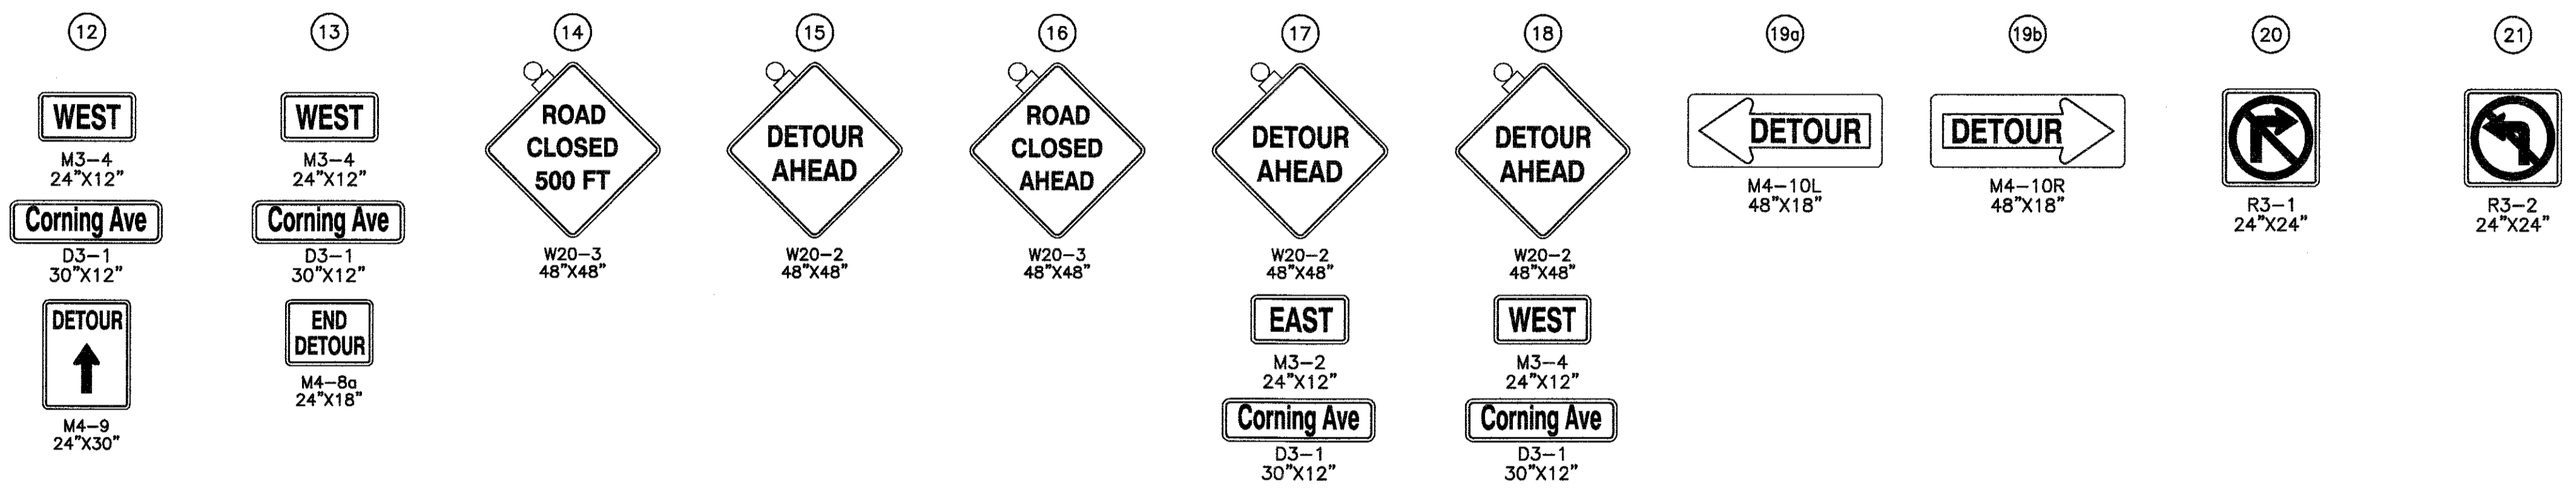 12
WEST
M3-4
24"X12"
Corning Ave
D3-1
30"X12"
DETOUR
M4-9
24"X30"
13
WEST
M3-4
24"X12"
Corning Ave
D3-1
30"X12"
END
DETOUR
M4-8a
24"X18"
14
ROAD
CLOSED
500 FT
W20-3
48"X48"
15
DETOUR
AHEAD
W20-2
48"X48"
16
ROAD
CLOSED
AHEAD
W20-3
48"X48"
17
DETOUR
AHEAD
W20-2
48"X48"
EAST
M3-2
24"X12"
Corning Ave
D3-1
30"X12"
18
DETOUR
AHEAD
W20-2
48"X48"
WEST
M3-4
24"X12"
Corning Ave
D3-1
30"X12"
19a
DETOUR
M4-10L
48"X18"
19b
DETOUR
M4-10R
48"X18"
20
R3-1
24"X24"
21
R3-2
24"X24"